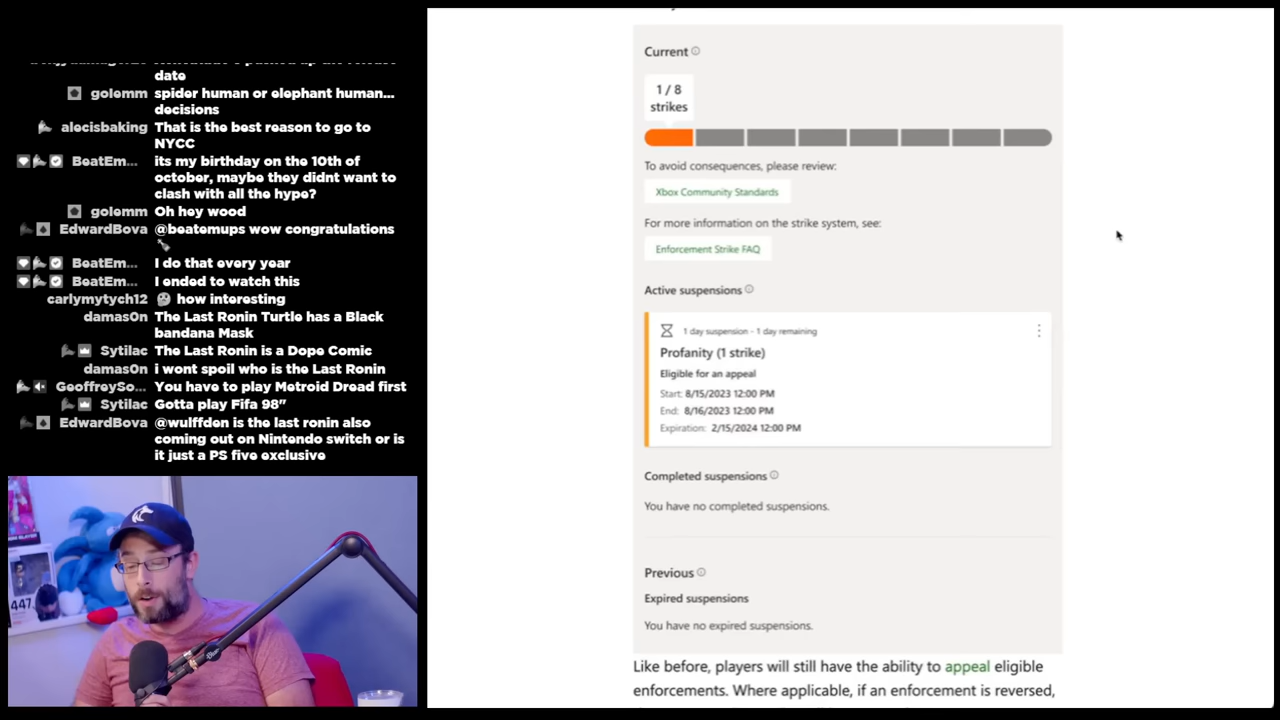 date
golemm spider human or elephant human...
decisions
alecisbaking That is the best reason to go to
NYCC
BeatEm... its my birthday on the 10th of
october, maybe they didnt want to
clash with all the hype?
golemm Oh hey wood
EdwardBova @beatemups wow congratulations
BeatEm... I do that every year
BeatEm... I ended to watch this
carlymytych12 how interesting
damas0n The Last Ronin Turtle has a Black
bandana Mask
Sytilac The Last Ronin is a Dope Comic
damas0n i wont spoil who is the Last Ronin
GeoffreySo... You have to play Metroid Dread first
Sytilac Gotta play Fifa 98"
EdwardBova @wulffden is the last ronin also
coming out on Nintendo switch or is
it just a PS five exclusive
447
Current
1 / 8
strikes
To avoid consequences, please review:
Xbox Community Standards
For more information on the strike system, see:
Enforcement Strike FAQ
Active suspensions
1 day suspension - 1 day remaining
Profanity (1 strike)
Eligible for an appeal
Start: 8/15/2023 12:00 PM
End: 8/16/2023 12:00 PM
Expiration: 2/15/2024 12:00 PM
Completed suspensions
You have no completed suspensions.
Previous
Expired suspensions
You have no expired suspensions.
Like before, players will still have the ability to appeal eligible
enforcements. Where applicable, if an enforcement is reversed,